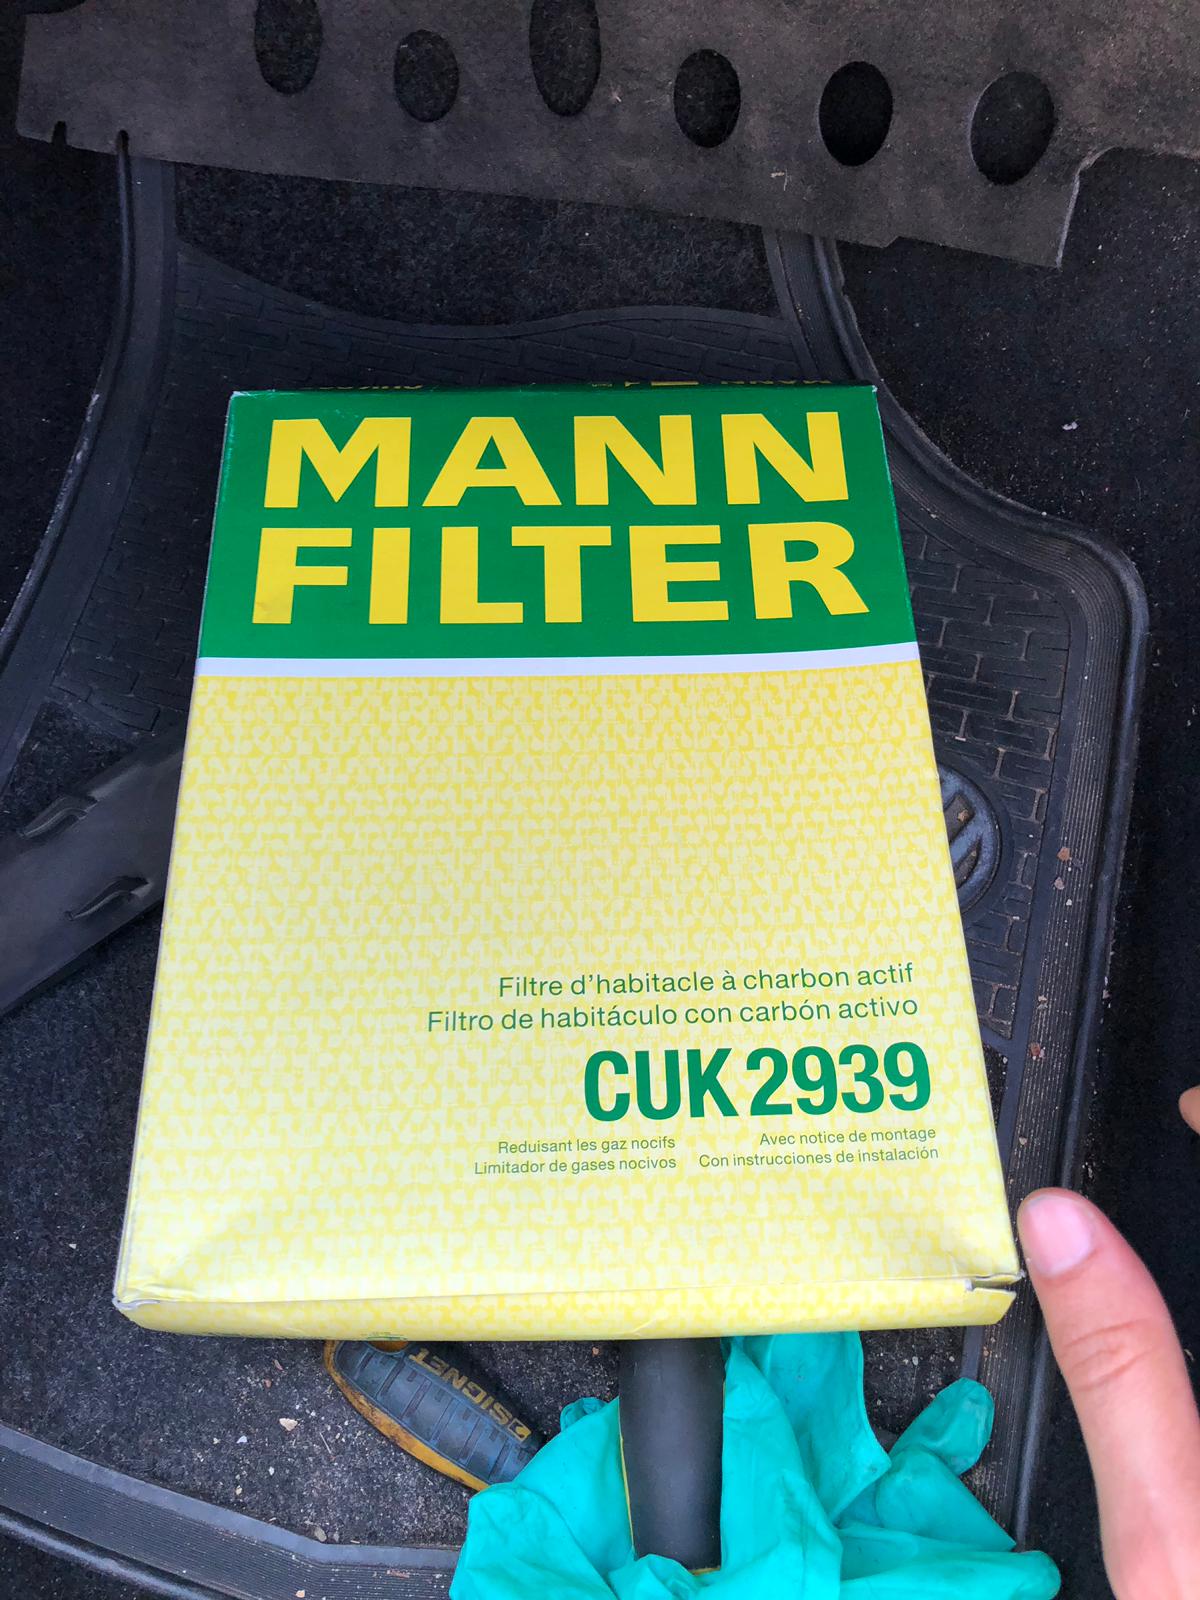 MANN
FILTER
Filtre d'habitacle à charbon actif
Filtro de habitáculo con carbón activo
CUK 2939
Reduisant les gaz nocifs
Limitador de gases nocivos
Avec notice de montage
Con instrucciones de instalación
SIGNET